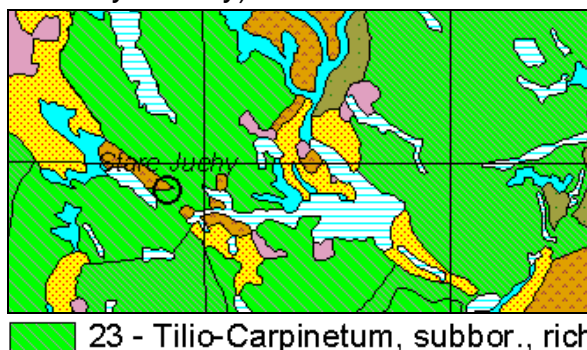 Stare Juchy
23 - Tilio-Carpinetum, subbor., rich